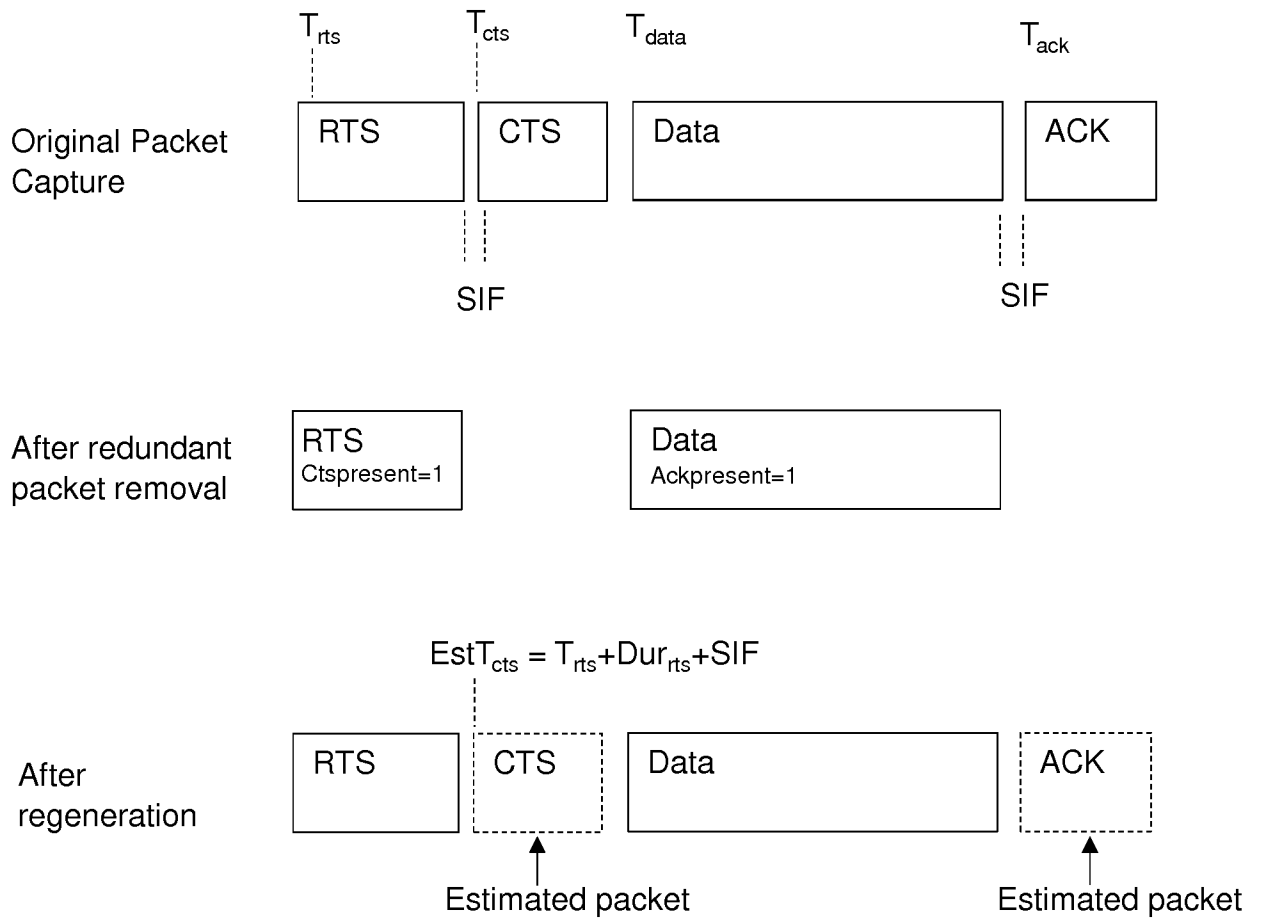 T_rts T_cts T_data T_ack
Original Packet
Capture
RTS CTS Data ACK
SIF SIF
After redundant
packet removal
RTS
Ctspresent=1
Data
Ackpresent=1
EstT_cts = T_rts+Dur_rts+SIF
After
regeneration
RTS CTS Data ACK
Estimated packet Estimated packet